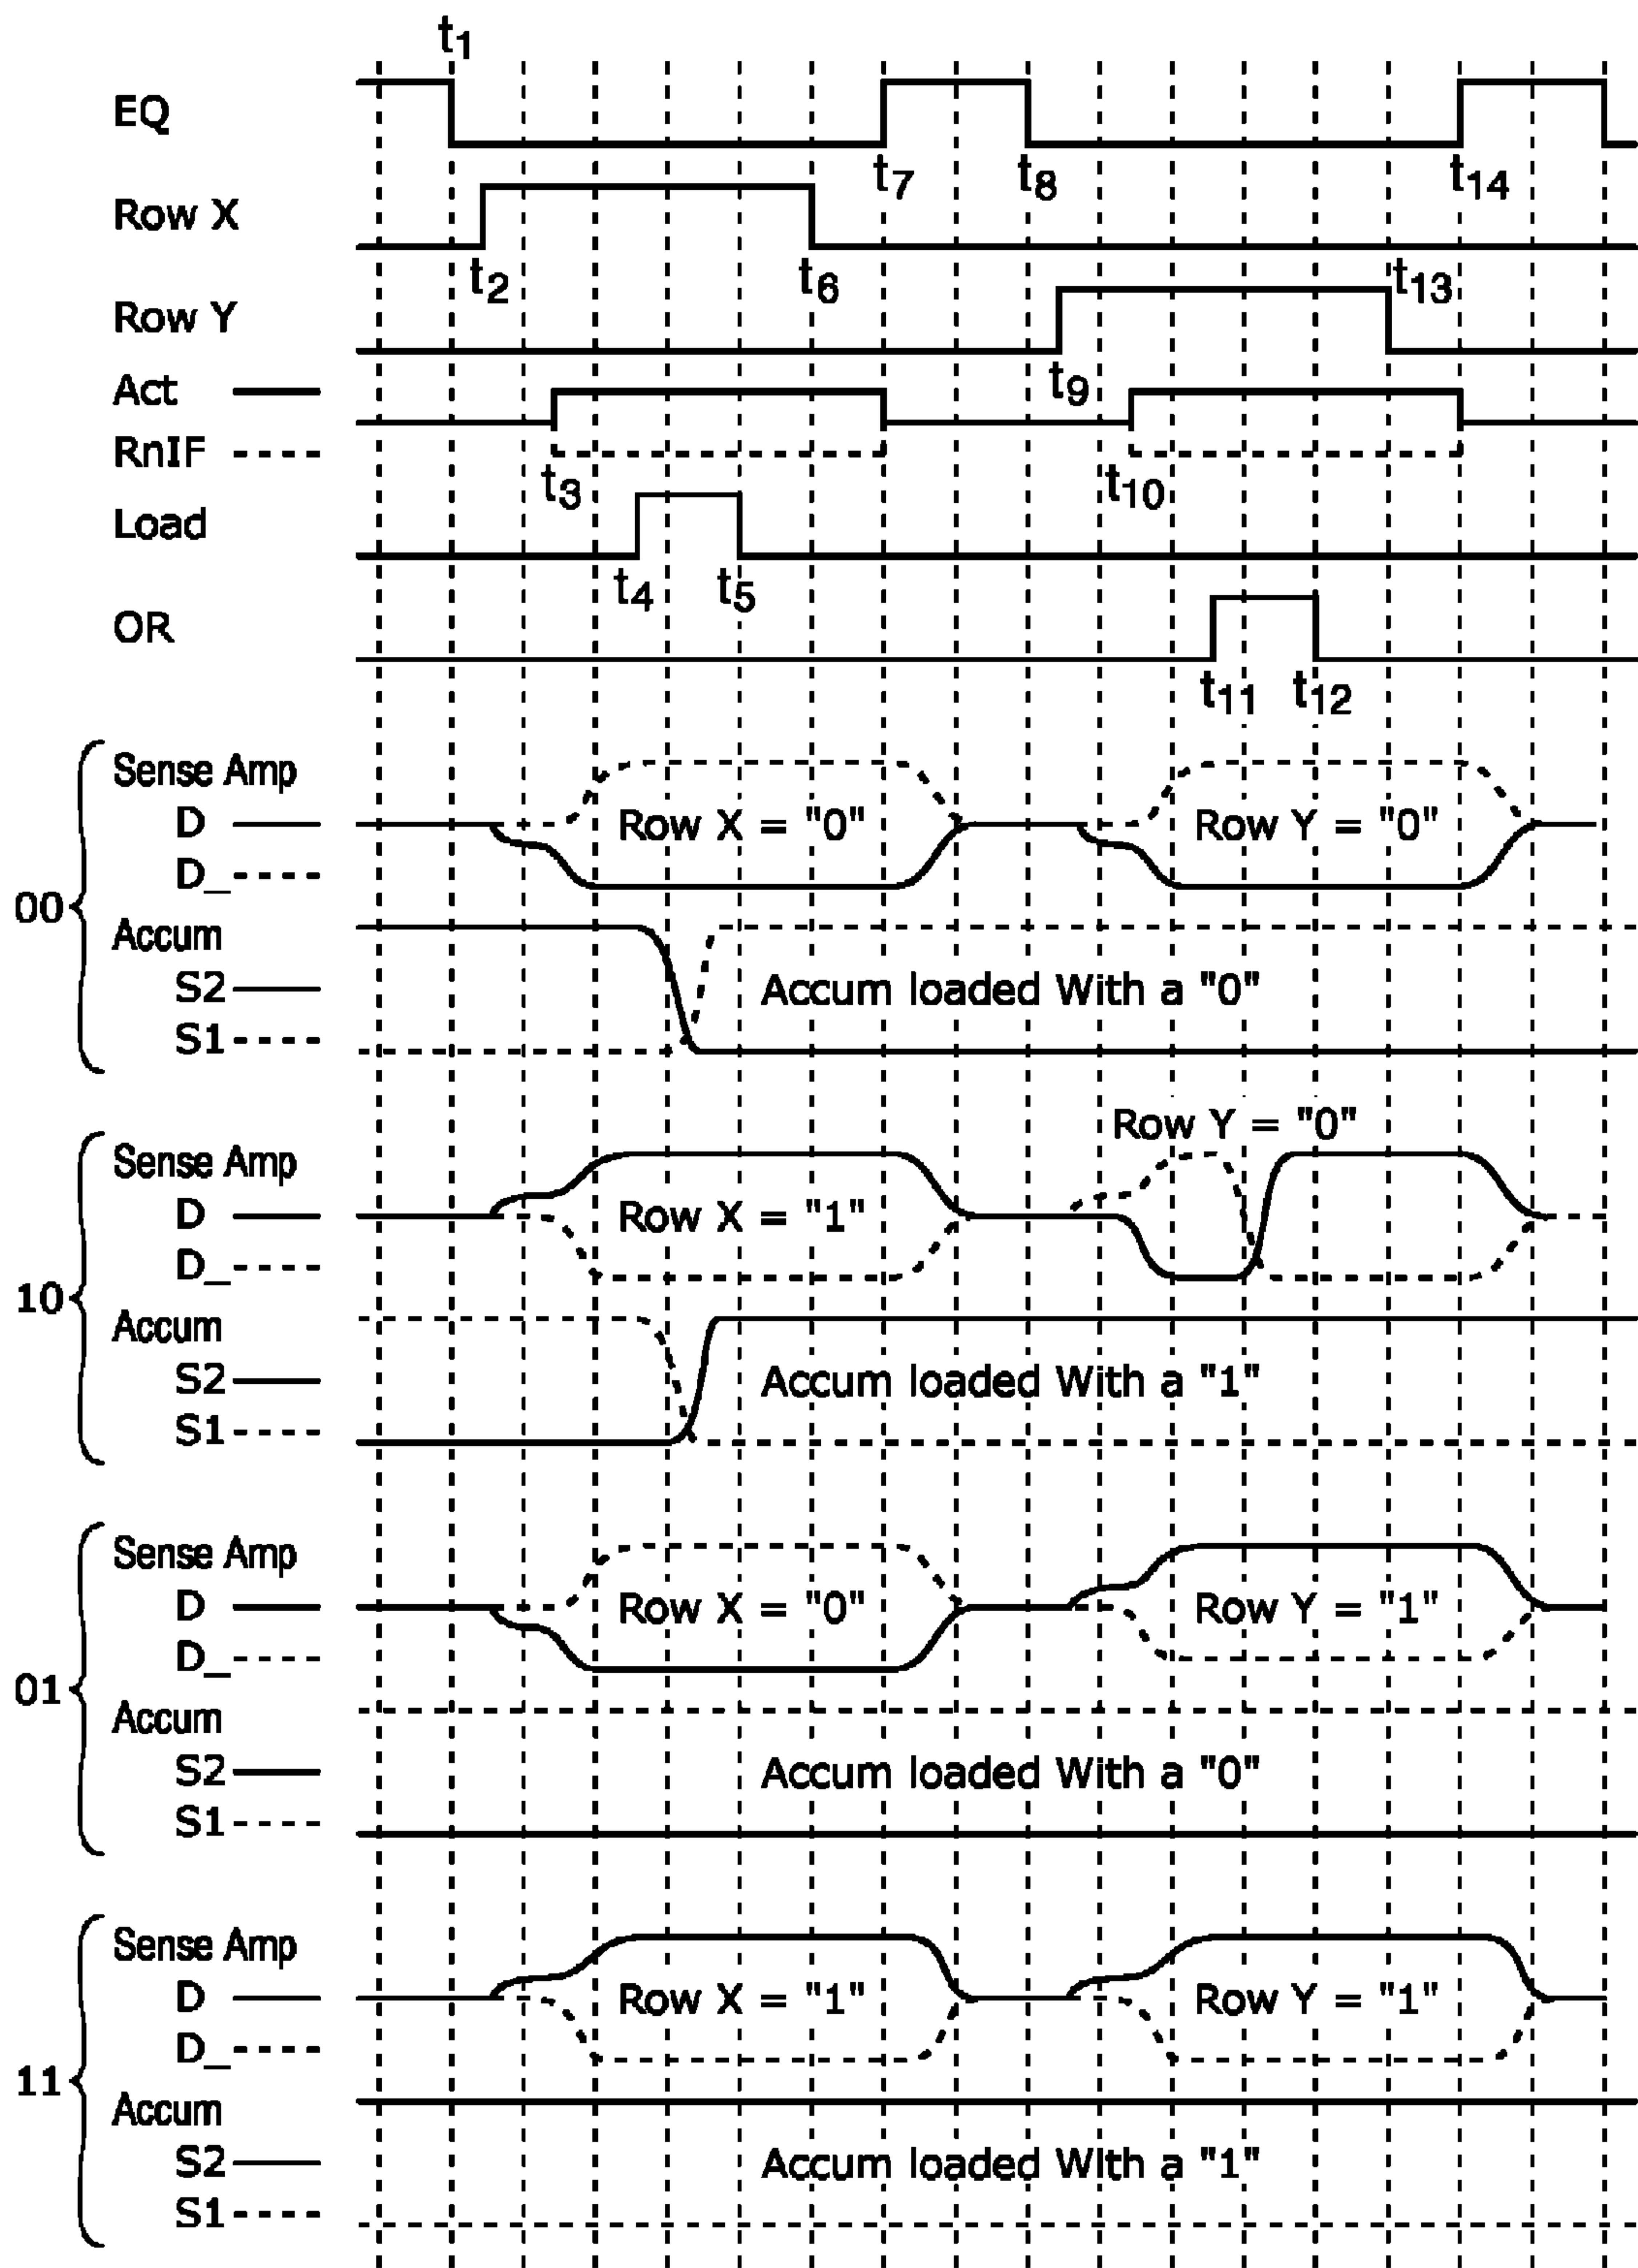 t1
EQ
t7 t8 t14
Row X
t2 t6 t13
Row Y
t9
Act
RnIF
t3 t10
Load
t4 t5
OR
t11 t12
00
Sense Amp
D
Row X = "0" Row Y = "0"
D_
Accum
S2
Accum loaded With a "0"
S1
10
Row Y = "0"
Sense Amp
D
Row X = "1"
D_
Accum
S2
Accum loaded With a "1"
S1
01
Sense Amp
D
Row X = "0" Row Y = "1"
D_
Accum
S2
Accum loaded With a "0"
S1
11
Sense Amp
D
Row X = "1" Row Y = "1"
D_
Accum
S2
Accum loaded With a "1"
S1